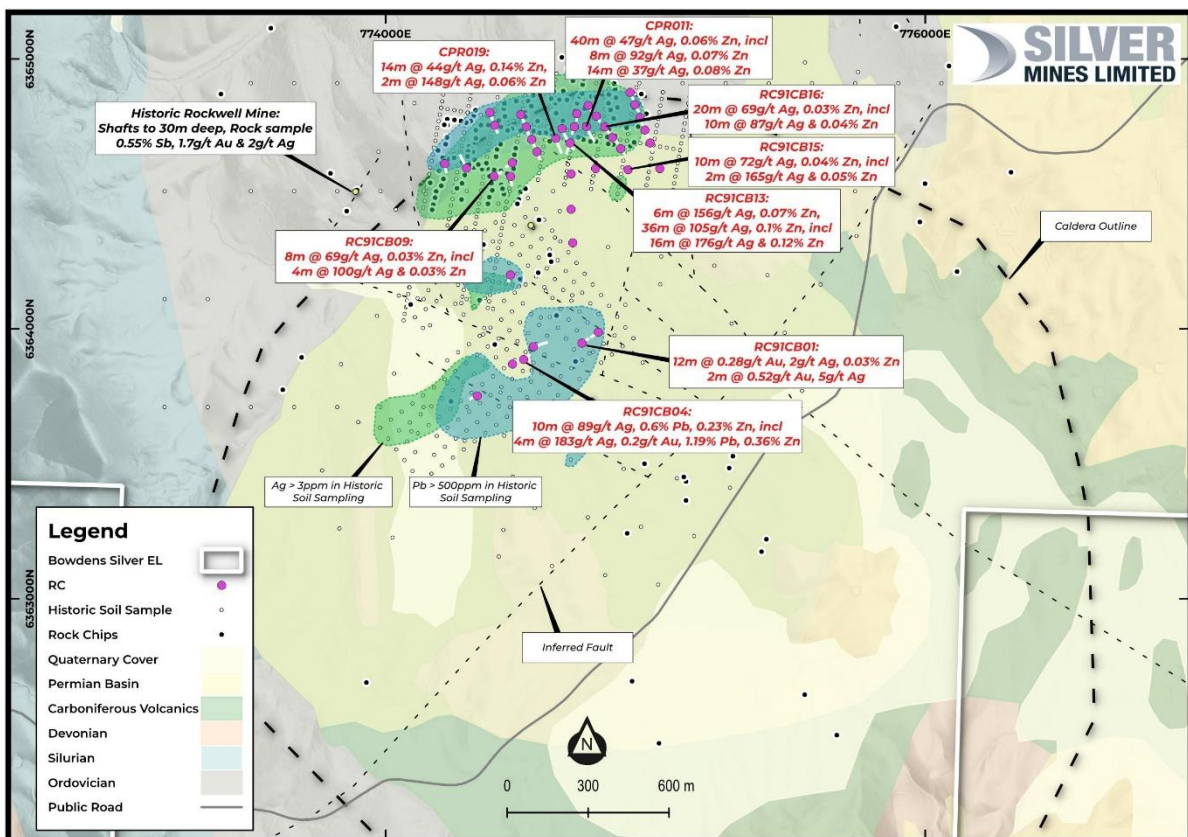 774000E
776000E
6365000N
6364000N
6363000N
SILVER
MINES LIMITED
CPR011:
40m @ 47g/t Ag, 0.06% Zn, incl
8m @ 92g/t Ag, 0.07% Zn
14m @ 37g/t Ag, 0.08% Zn
CPR019:
14m @ 44g/t Ag, 0.14% Zn,
2m @ 148g/t Ag, 0.06% Zn
Historic Rockwell Mine:
Shafts to 30m deep, Rock sample
0.55% Sb, 1.7g/t Au & 2g/t Ag
RC91CB16:
20m @ 69g/t Ag, 0.03% Zn, incl
10m @ 87g/t Ag & 0.04% Zn
RC91CB15:
10m @ 72g/t Ag, 0.04% Zn, incl
2m @ 165g/t Ag & 0.05% Zn
RC91CB13:
6m @ 156g/t Ag, 0.07% Zn,
36m @ 105g/t Ag, 0.1% Zn, incl
16m @ 176g/t Ag & 0.12% Zn
Caldera Outline
RC91CB09:
8m @ 69g/t Ag, 0.03% Zn, incl
4m @ 100g/t Ag & 0.03% Zn
RC91CB01:
12m @ 0.28g/t Au, 2g/t Ag, 0.03% Zn
2m @ 0.52g/t Au, 5g/t Ag
RC91CB04:
10m @ 89g/t Ag, 0.6% Pb, 0.23% Zn, incl
4m @ 183g/t Ag, 0.2g/t Au, 1.19% Pb, 0.36% Zn
Ag > 3ppm in Historic
Soil Sampling
Pb > 500ppm in Historic
Soil Sampling
Inferred Fault
Legend
Bowdens Silver EL
RC
Historic Soil Sample
Rock Chips
Quaternary Cover
Permian Basin
Carboniferous Volcanics
Devonian
Silurian
Ordovician
Public Road
N
0 300 600 m